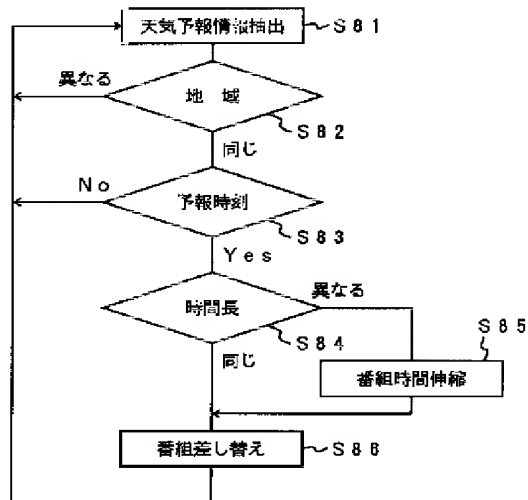 天気予報情報抽出 S81
異なる
地 域
S82
同じ
No
予報時刻
S83
Yes
時間長
異なる
S84
S85
同じ
番組時間伸縮
番組差し替え S86